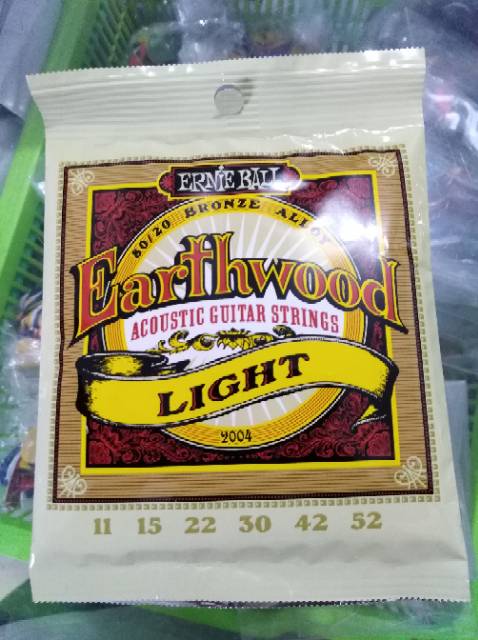 ERNIE BALL
80/20 BRONZE ALLOY
Earthwood
ACOUSTIC GUITAR STRINGS
LIGHT
2004
11 15 22 30 42 52